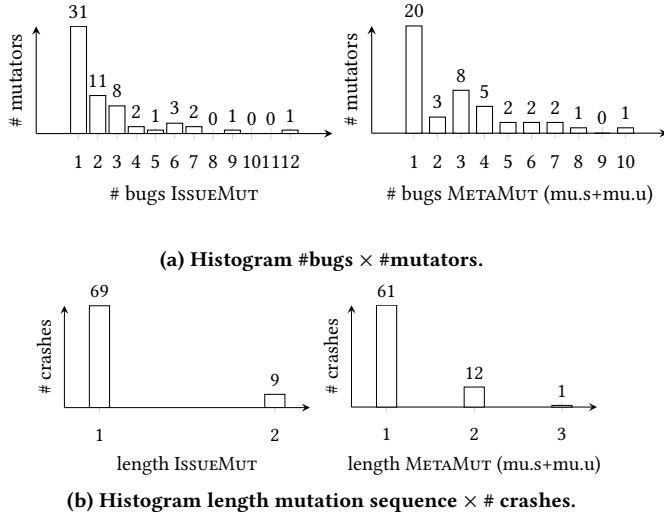 31
11
8
2
1
3
2
0
1
0
0
1
# mutators
1 2 3 4 5 6 7 8 9 101112
# bugs IssueMut
20
3
8
5
2
2
2
1
0
1
# mutators
1 2 3 4 5 6 7 8 9 10
# bugs MetaMut (mu.s+mu.u)
(a) Histogram #bugs × #mutators.
69
9
# crashes
1 2
length IssueMut
61
12
1
# crashes
1 2 3
length MetaMut (mu.s+mu.u)
(b) Histogram length mutation sequence × # crashes.